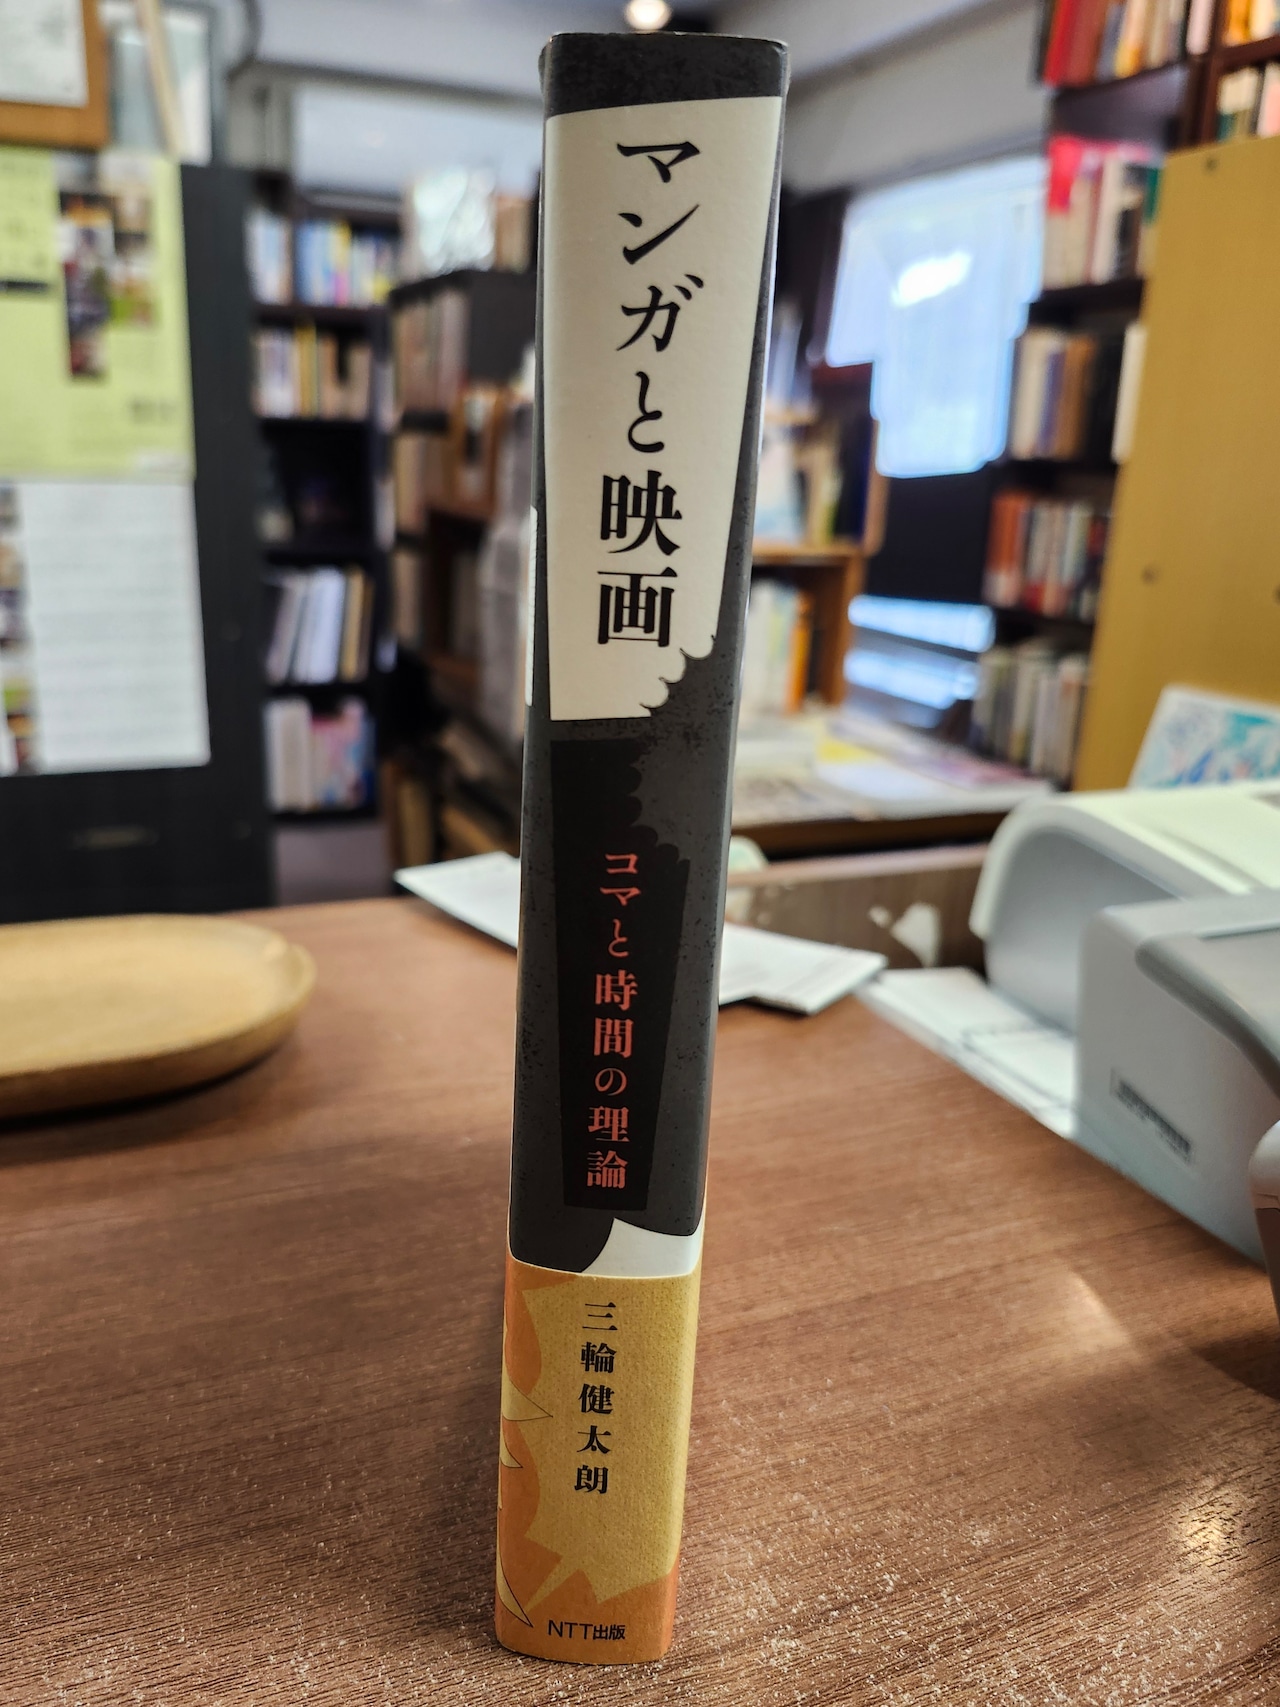 マンガと映画
コマと時間の理論
三輪健太朗
NTT出版